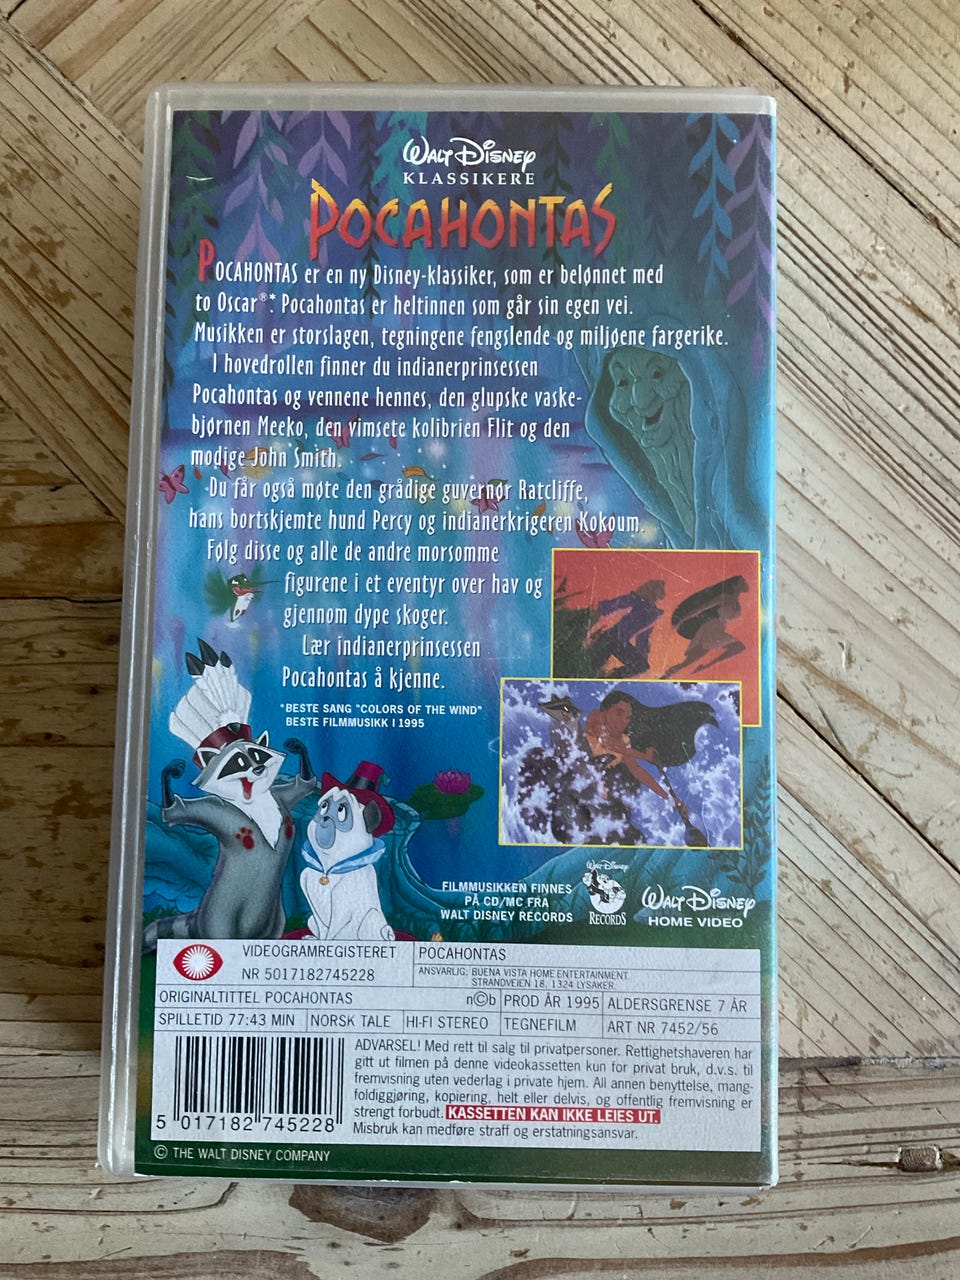 WALT DISNEY
KLASSIKERE
POCAHONTAS
POCAHONTAS er en ny Disney-klassiker, som er belønnet med
to Oscar®*. Pocahontas er heltinnen som går sin egen vei.
Musikken er storslagen, tegningene fengslende og miljøene fargerike.
I hovedrollen finner du indianerprinsessen
Pocahontas og vennene hennes, den glupske vaske-
bjørnen Meeko, den vimsete kolibrien Flit og den
modige John Smith.
Du får også møte den grådige guvernør Ratcliffe,
hans bortskjemte hund Percy og indianerkrigeren Kokoum.
Følg disse og alle de andre morsomme
figurene i et eventyr over hav og
gjennom dype skoger.
Lær indianerprinsessen
Pocahontas å kjenne.
*BESTE SANG "COLORS OF THE WIND"
BESTE FILMMUSIKK I 1995
FILMMUSIKKEN FINNES
PÅ CD/MC FRA
WALT DISNEY RECORDS
WALT DISNEY
RECORDS
WALT DISNEY
HOME VIDEO
VIDEOGRAMREGISTERET
NR 5017182745228
POCAHONTAS
ANSVARLIG: BUENA VISTA HOME ENTERTAINMENT.
STRANDVEIEN 18, 1324 LYSAKER.
ORIGINALTITTEL POCAHONTAS
n©b
PROD ÅR 1995
ALDERSGRENSE 7 ÅR
SPILLETID 77:43 MIN
NORSK TALE
HI-FI STEREO
TEGNEFILM
ART NR 7452/56
ADVARSEL! Med rett til salg til privatpersoner. Rettighetshaveren har
gitt ut filmen på denne videokassetten kun for privat bruk, d.v.s. til
fremvisning uten vederlag i private hjem. All annen benyttelse, mang-
foldiggjøring, kopiering, helt eller delvis, og offentlig fremvisning er
strengt forbudt. KASSETTEN KAN IKKE LEIES UT.
Misbruk kan medføre straff og erstatningsansvar.
5 017182 745228
© THE WALT DISNEY COMPANY